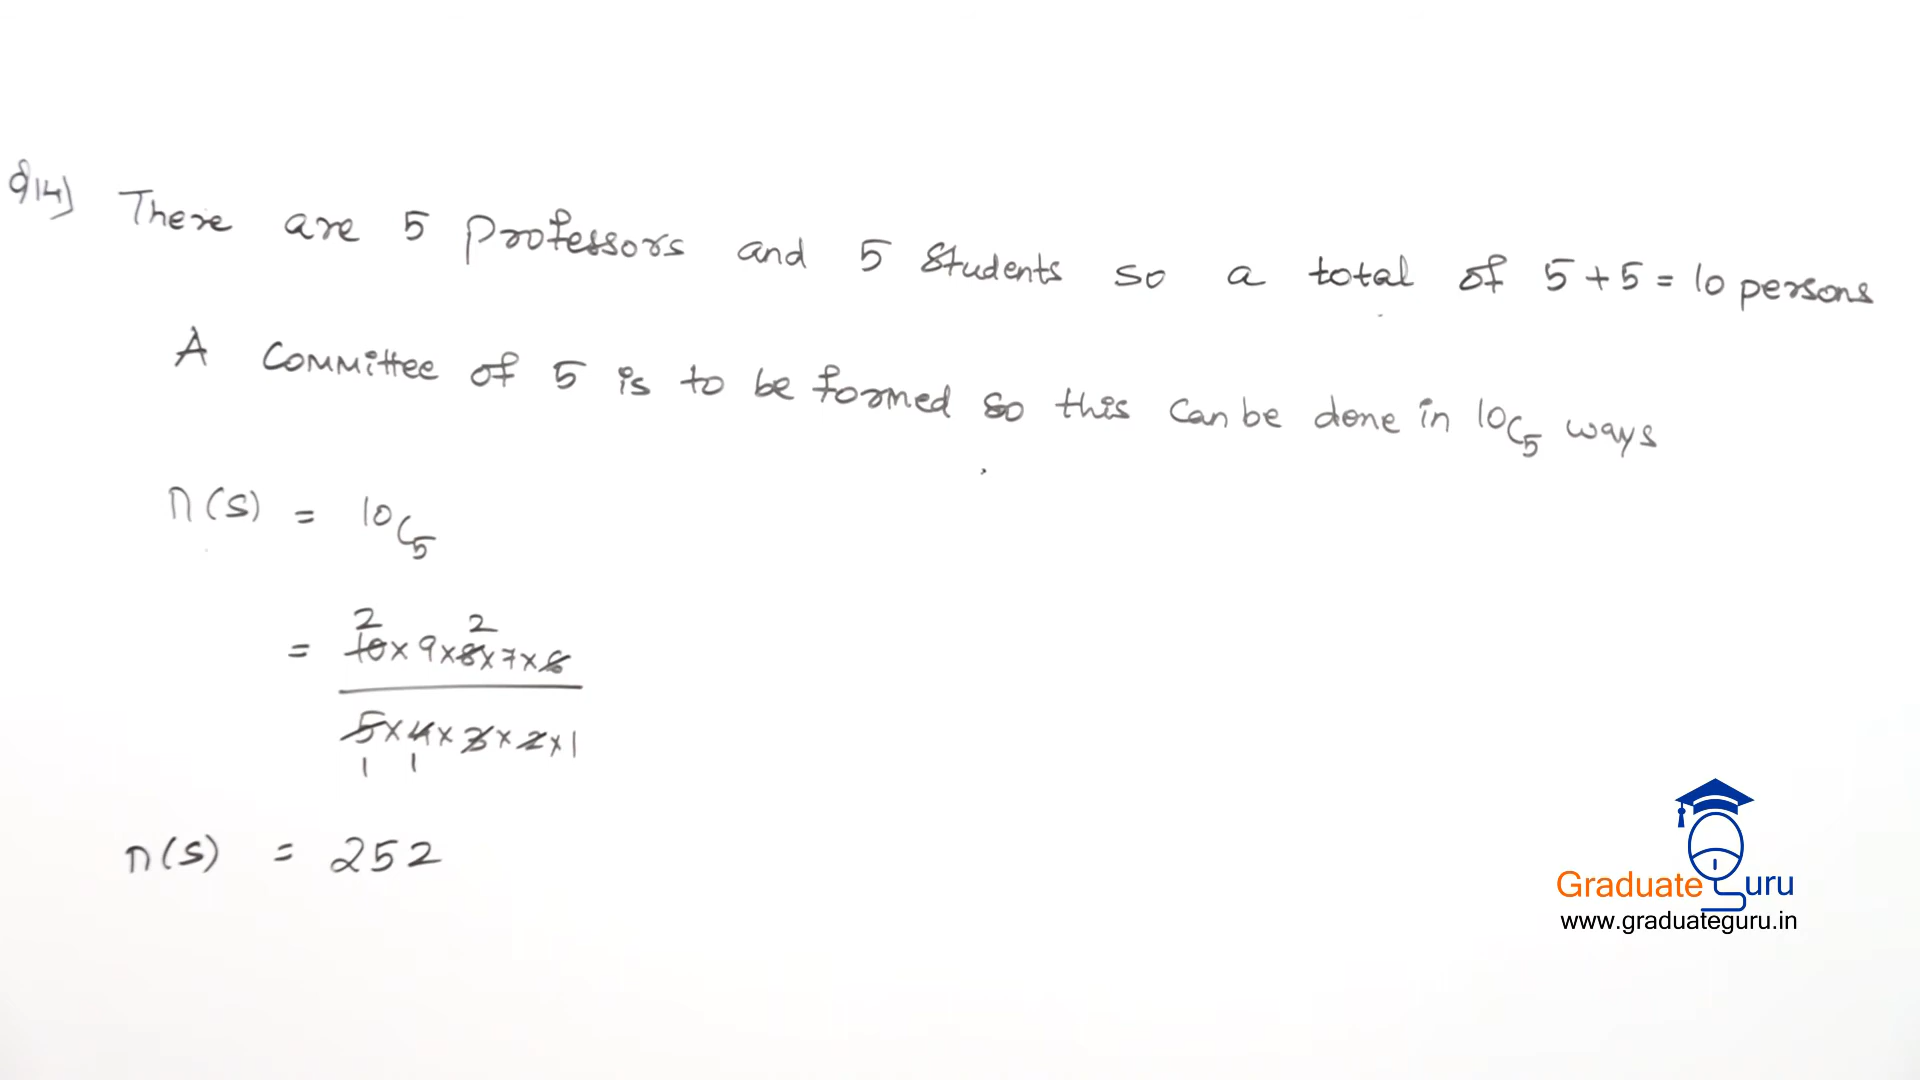 Q14) There are 5 Professors and 5 Students so a total of 5 + 5 = 10 persons
A Committee of 5 is to be formed so this can be done in 10C5 ways
n(S) = 10C5
2 2
= 10 x 9 x 8 x 7 x 6
5 x 4 x 3 x 2 x 1
1 1
n(S) = 252
Graduate Guru
www.graduateguru.in